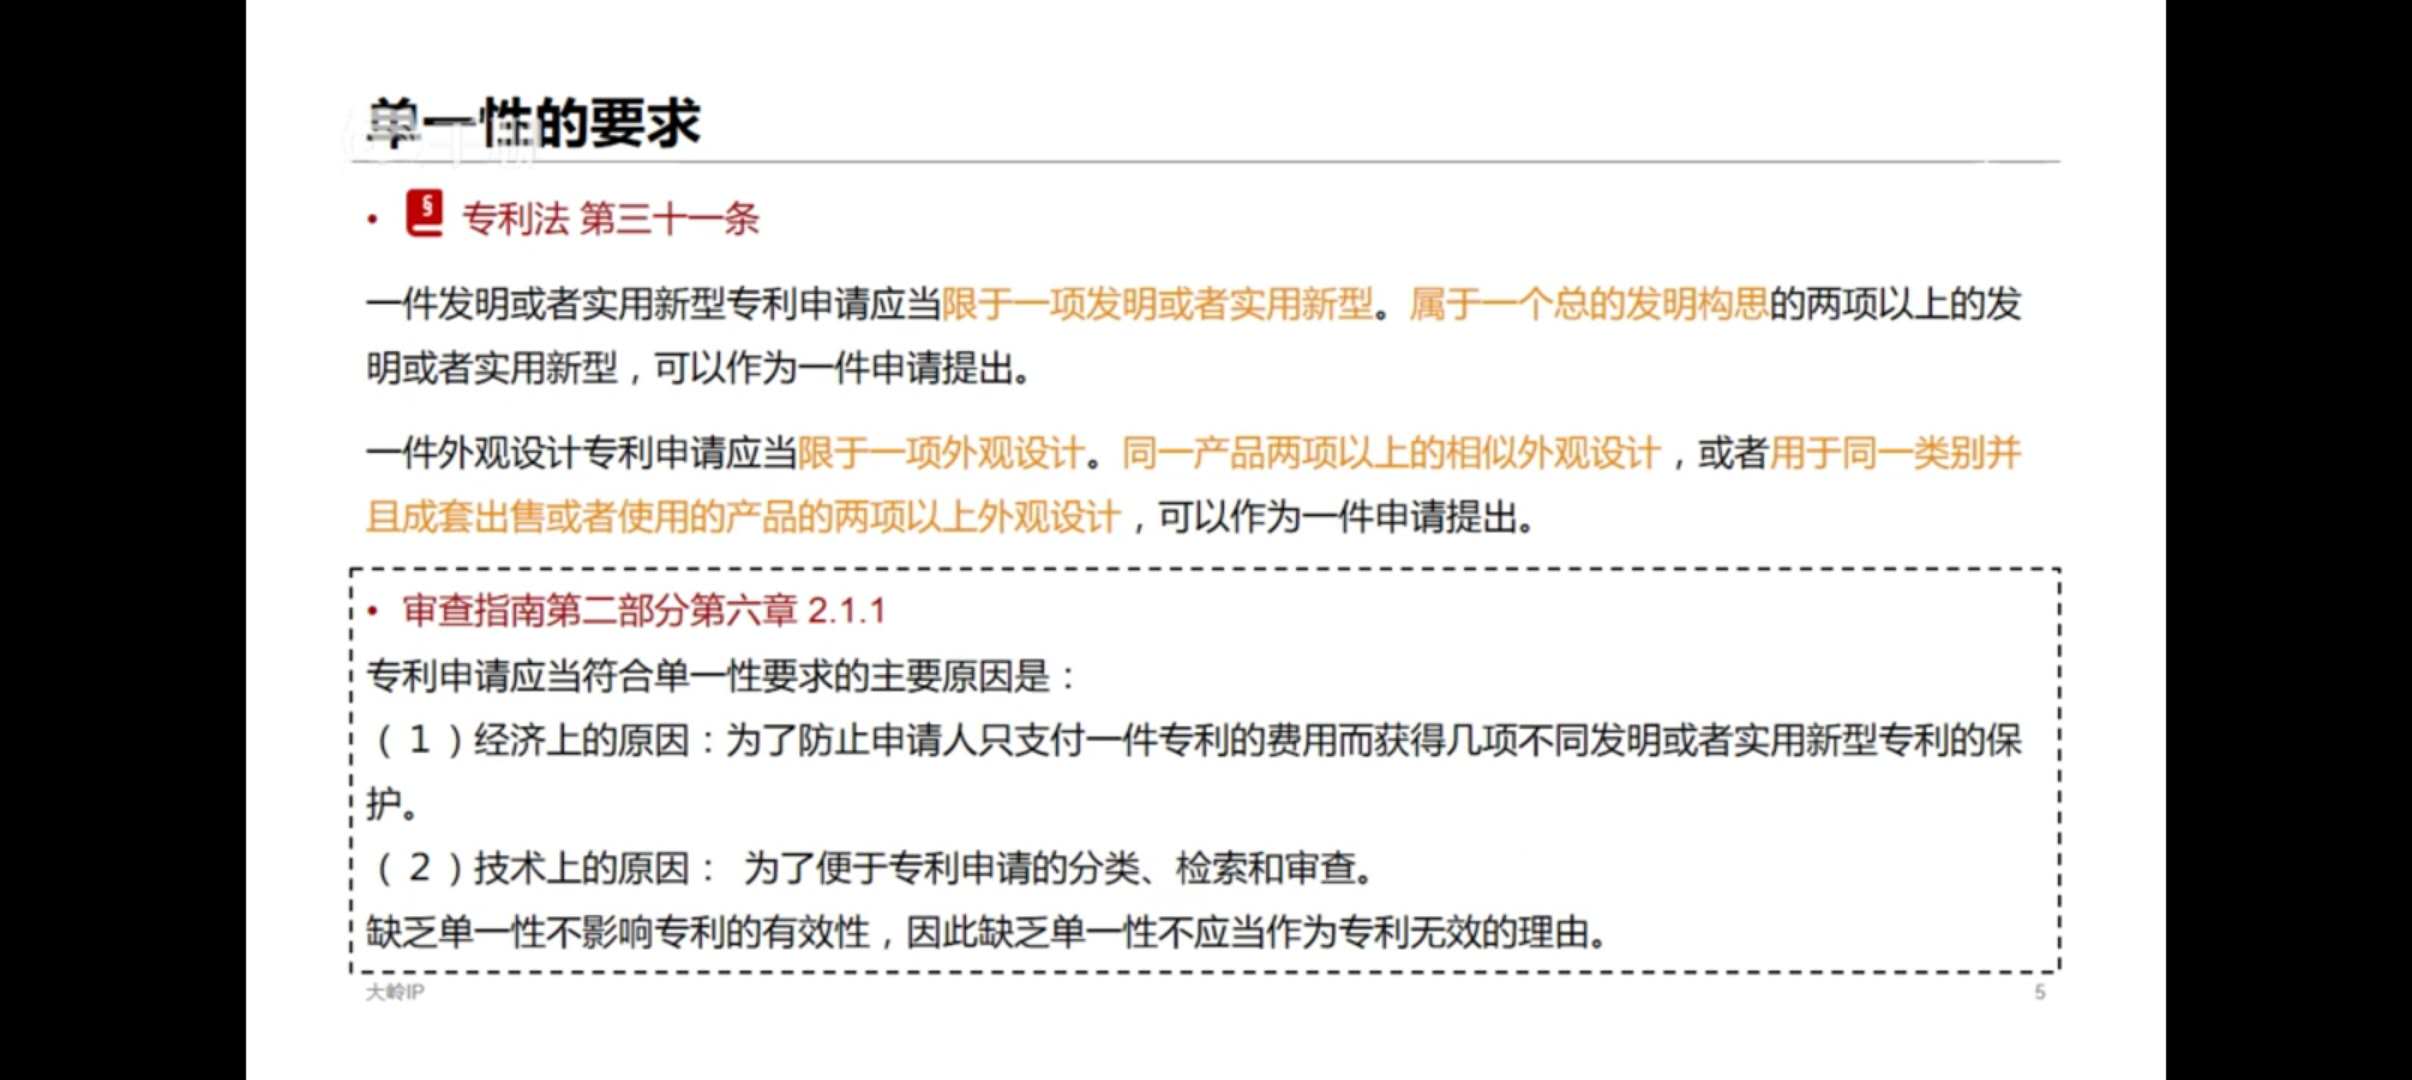 单一性的要求
• § 专利法 第三十一条
一件发明或者实用新型专利申请应当限于一项发明或者实用新型。属于一个总的发明构思的两项以上的发
明或者实用新型，可以作为一件申请提出。
一件外观设计专利申请应当限于一项外观设计。同一产品两项以上的相似外观设计，或者用于同一类别并
且成套出售或者使用的产品的两项以上外观设计，可以作为一件申请提出。
• 审查指南第二部分第六章 2.1.1
专利申请应当符合单一性要求的主要原因是：
（1）经济上的原因：为了防止申请人只支付一件专利的费用而获得几项不同发明或者实用新型专利的保
护。
（2）技术上的原因： 为了便于专利申请的分类、检索和审查。
缺乏单一性不影响专利的有效性，因此缺乏单一性不应当作为专利无效的理由。
大岭IP
5